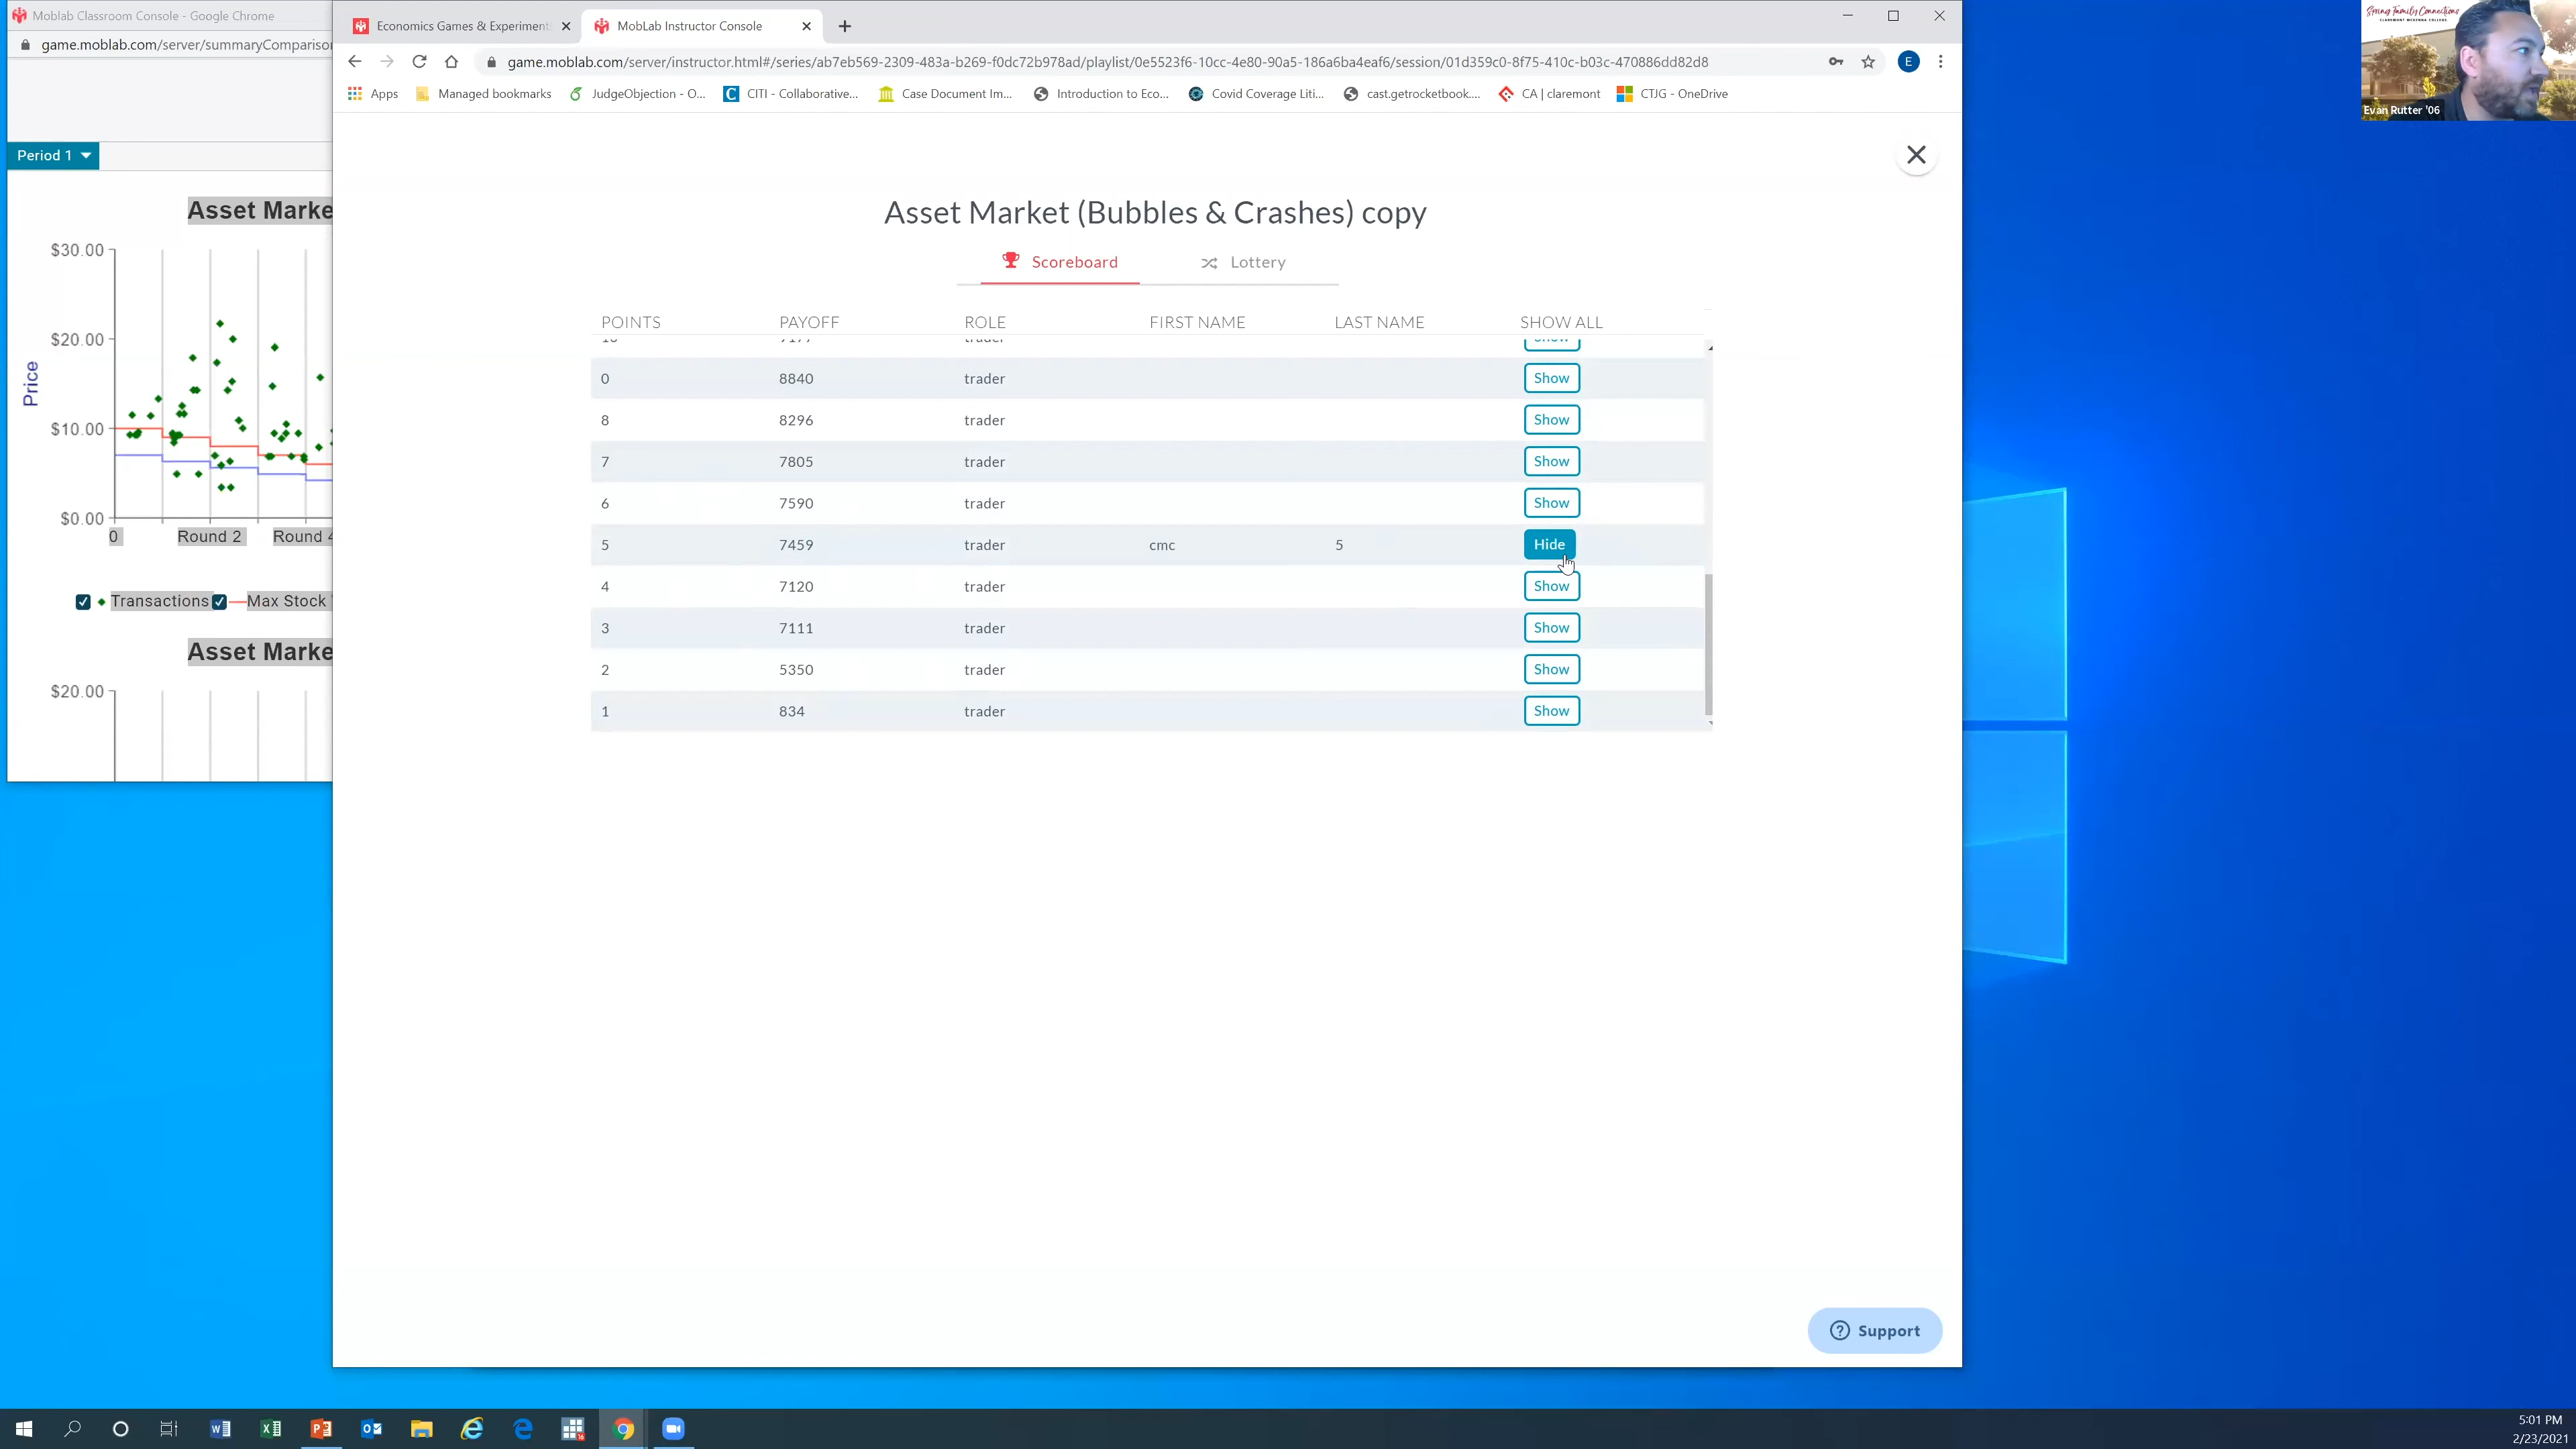 Moblab Classroom Console - Google Chrome
game.moblab.com/server/summaryComparison
Period 1
Asset Marke
$30.00
$20.00
$10.00
$0.00
Price
0
Round 2
Round 4
Transactions
Max Stock
Asset Marke
$20.00
Economics Games & Experiment
MobLab Instructor Console
game.moblab.com/server/instructor.html#/series/ab7eb569-2309-483a-b269-f0dc72b978ad/playlist/0e5523f6-10cc-4e80-90a5-186a6ba4eaf6/session/01d359c0-8f75-410c-b03c-470886dd82d8
E
Apps Managed bookmarks JudgeObjection - O... CITI - Collaborative... Case Document Im... Introduction to Eco... Covid Coverage Liti... cast.getrocketbook.... CA | claremont CTJG - OneDrive
Asset Market (Bubbles & Crashes) copy
Scoreboard Lottery
POINTS PAYOFF ROLE FIRST NAME LAST NAME SHOW ALL
0 8840 trader Show
8 8296 trader Show
7 7805 trader Show
6 7590 trader Show
5 7459 trader cmc 5 Hide
4 7120 trader Show
3 7111 trader Show
2 5350 trader Show
1 834 trader Show
Support
Spring Family Connections
CLAREMONT MCKENNA COLLEGE
Evan Rutter '06
5:01 PM
2/23/2021